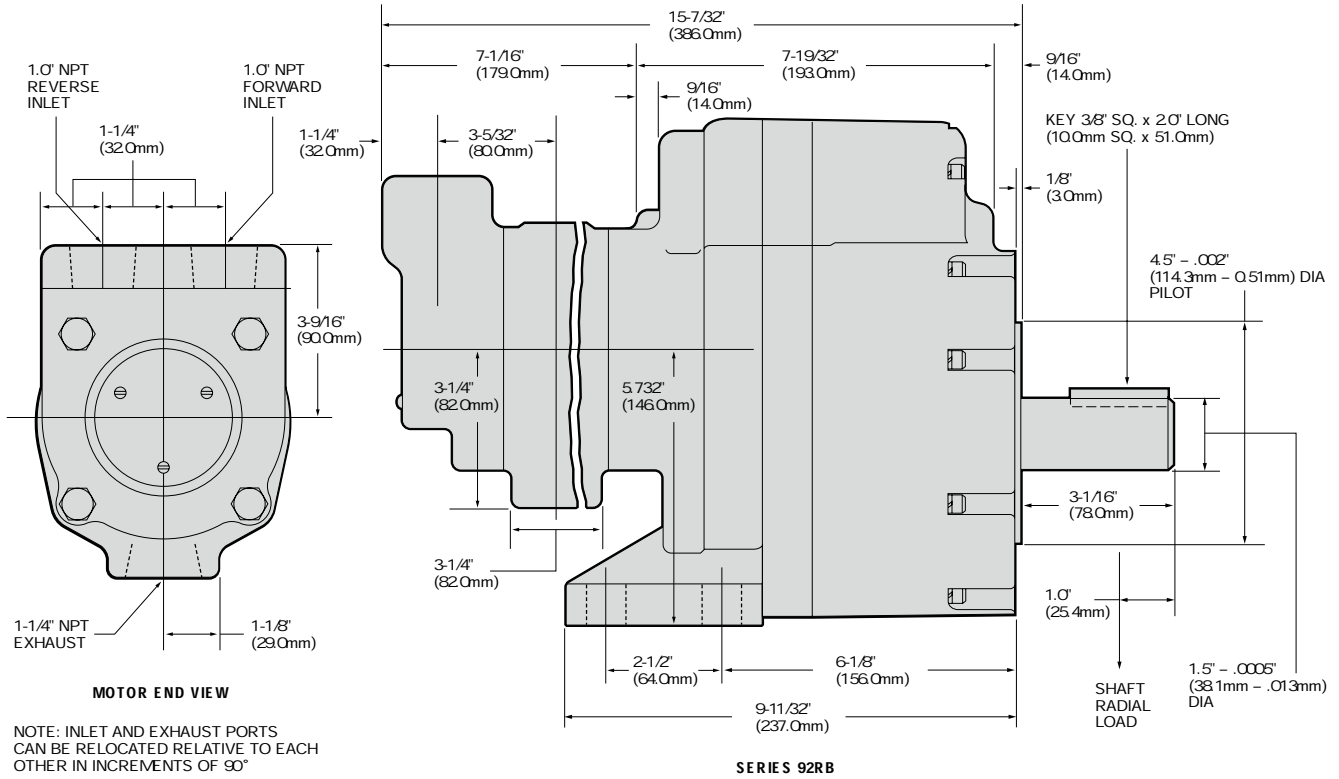 15-7/32"
(386.0mm)
7-1/16"
(179.0mm)
7-19/32"
(193.0mm)
9/16"
(14.0mm)
9/16"
(14.0mm)
1.0" NPT
REVERSE
INLET
1.0" NPT
FORWARD
INLET
1-1/4"
(32.0mm)
1-1/4"
(32.0mm)
3-5/32"
(80.0mm)
KEY 3/8" SQ. x 2.0" LONG
(10.0mm SQ. x 51.0mm)
1/8"
(3.0mm)
4.5" – .002"
(114.3mm – 0.51mm) DIA
PILOT
3-9/16"
(90.0mm)
3-1/4"
(82.0mm)
5.732"
(146.0mm)
3-1/16"
(78.0mm)
3-1/4"
(82.0mm)
1.0"
(25.4mm)
1-1/4" NPT
EXHAUST
1-1/8"
(29.0mm)
2-1/2"
(64.0mm)
6-1/8"
(156.0mm)
1.5" – .0005"
(38.1mm – .013mm)
DIA
SHAFT
RADIAL
LOAD
9-11/32"
(237.0mm)
MOTOR END VIEW
NOTE: INLET AND EXHAUST PORTS
CAN BE RELOCATED RELATIVE TO EACH
OTHER IN INCREMENTS OF 90°
SERIES 92RB